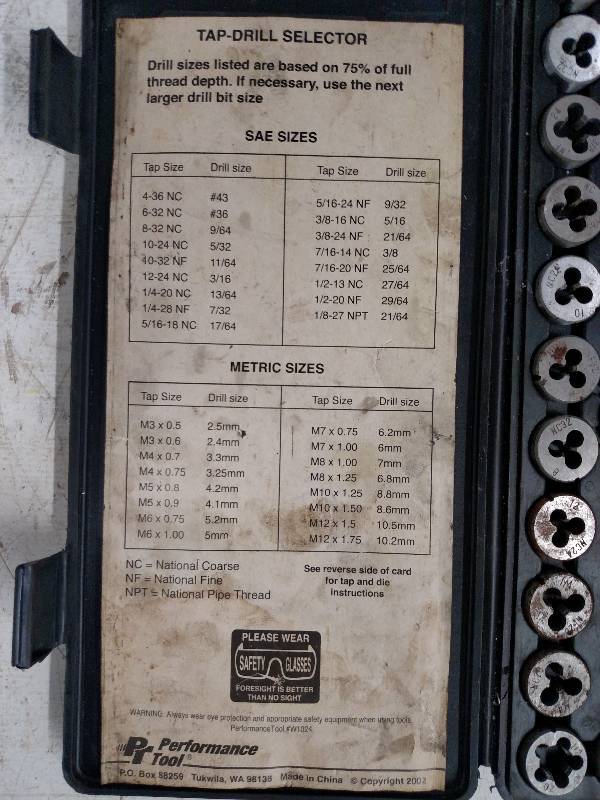 TAP-DRILL SELECTOR
Drill sizes listed are based on 75% of full
thread depth. If necessary, use the next
larger drill bit size
SAE SIZES
Tap Size Drill size
4-36 NC #43
6-32 NC #36
8-32 NC 9/64
10-24 NC 5/32
10-32 NF 11/64
12-24 NC 3/16
1/4-20 NC 13/64
1/4-28 NF 7/32
5/16-18 NC 17/64
Tap Size Drill size
5/16-24 NF 9/32
3/8-16 NC 5/16
3/8-24 NF 21/64
7/16-14 NC 3/8
7/16-20 NF 25/64
1/2-13 NC 27/64
1/2-20 NF 29/64
1/8-27 NPT 21/64
METRIC SIZES
Tap Size Drill size
M3 x 0.5 2.5mm
M3 x 0.6 2.4mm
M4 x 0.7 3.3mm
M4 x 0.75 3.25mm
M5 x 0.8 4.2mm
M5 x 0.9 4.1mm
M6 x 0.75 5.2mm
M6 x 1.00 5mm
Tap Size Drill size
M7 x 0.75 6.2mm
M7 x 1.00 6mm
M8 x 1.00 7mm
M8 x 1.25 6.8mm
M10 x 1.25 8.8mm
M10 x 1.50 8.6mm
M12 x 1.5 10.5mm
M12 x 1.75 10.2mm
NC = National Coarse
NF = National Fine
NPT = National Pipe Thread
See reverse side of card
for tap and die
instructions
PLEASE WEAR
SAFETY GLASSES
FORESIGHT IS BETTER
THAN NO SIGHT
WARNING: Always wear eye protection and appropriate safety equipment when using tools.
PerformanceTool #W1024
PT Performance
Tool®
P.O. Box 88259 Tukwila, WA 98138 Made in China © Copyright 2002
NC24
10
NC32
8
12
NC24